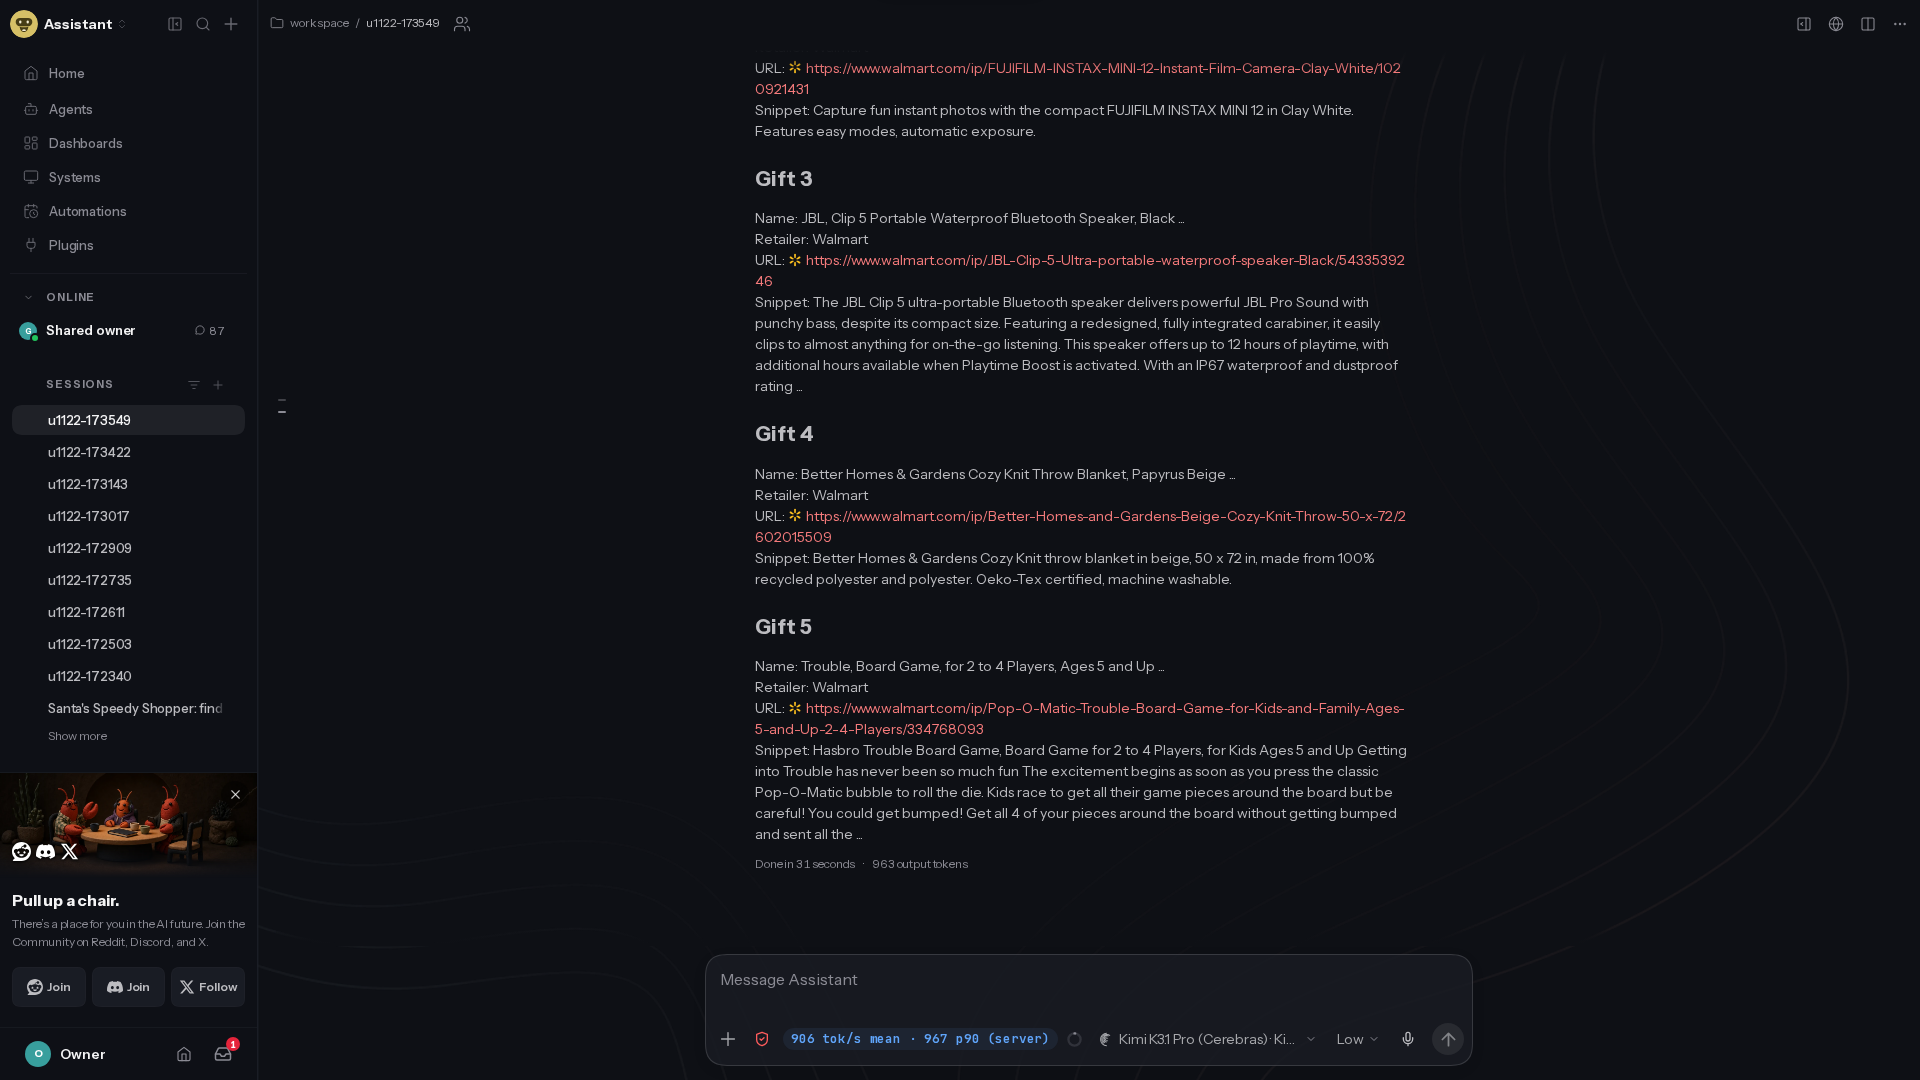 Assistant
Home
Agents
Dashboards
Systems
Automations
Plugins
ONLINE
G Shared owner 87
SESSIONS
u1122-173549
u1122-173422
u1122-173143
u1122-173017
u1122-172909
u1122-172735
u1122-172611
u1122-172503
u1122-172340
Santa's Speedy Shopper: find
Show more
Pull up a chair.
There's a place for you in the AI future. Join the
Community on Reddit, Discord, and X.
Join
Join
Follow
O Owner 1
workspace / u1122-173549
URL: https://www.walmart.com/ip/FUJIFILM-INSTAX-MINI-12-Instant-Film-Camera-Clay-White/102
0921431
Snippet: Capture fun instant photos with the compact FUJIFILM INSTAX MINI 12 in Clay White.
Features easy modes, automatic exposure.
Gift 3
Name: JBL, Clip 5 Portable Waterproof Bluetooth Speaker, Black ...
Retailer: Walmart
URL: https://www.walmart.com/ip/JBL-Clip-5-Ultra-portable-waterproof-speaker-Black/54335392
46
Snippet: The JBL Clip 5 ultra-portable Bluetooth speaker delivers powerful JBL Pro Sound with
punchy bass, despite its compact size. Featuring a redesigned, fully integrated carabiner, it easily
clips to almost anything for on-the-go listening. This speaker offers up to 12 hours of playtime, with
additional hours available when Playtime Boost is activated. With an IP67 waterproof and dustproof
rating ...
Gift 4
Name: Better Homes & Gardens Cozy Knit Throw Blanket, Papyrus Beige ...
Retailer: Walmart
URL: https://www.walmart.com/ip/Better-Homes-and-Gardens-Beige-Cozy-Knit-Throw-50-x-72/2
602015509
Snippet: Better Homes & Gardens Cozy Knit throw blanket in beige, 50 x 72 in, made from 100%
recycled polyester and polyester. Oeko-Tex certified, machine washable.
Gift 5
Name: Trouble, Board Game, for 2 to 4 Players, Ages 5 and Up ...
Retailer: Walmart
URL: https://www.walmart.com/ip/Pop-O-Matic-Trouble-Board-Game-for-Kids-and-Family-Ages-
5-and-Up-2-4-Players/334768093
Snippet: Hasbro Trouble Board Game, Board Game for 2 to 4 Players, for Kids Ages 5 and Up Getting
into Trouble has never been so much fun The excitement begins as soon as you press the classic
Pop-O-Matic bubble to roll the die. Kids race to get all their game pieces around the board but be
careful! You could get bumped! Get all 4 of your pieces around the board without getting bumped
and sent all the ...
Done in 31 seconds · 963 output tokens
Message Assistant
906 tok/s mean · 967 p90 (server)
Kimi K3.1 Pro (Cerebras) · Ki...
Low